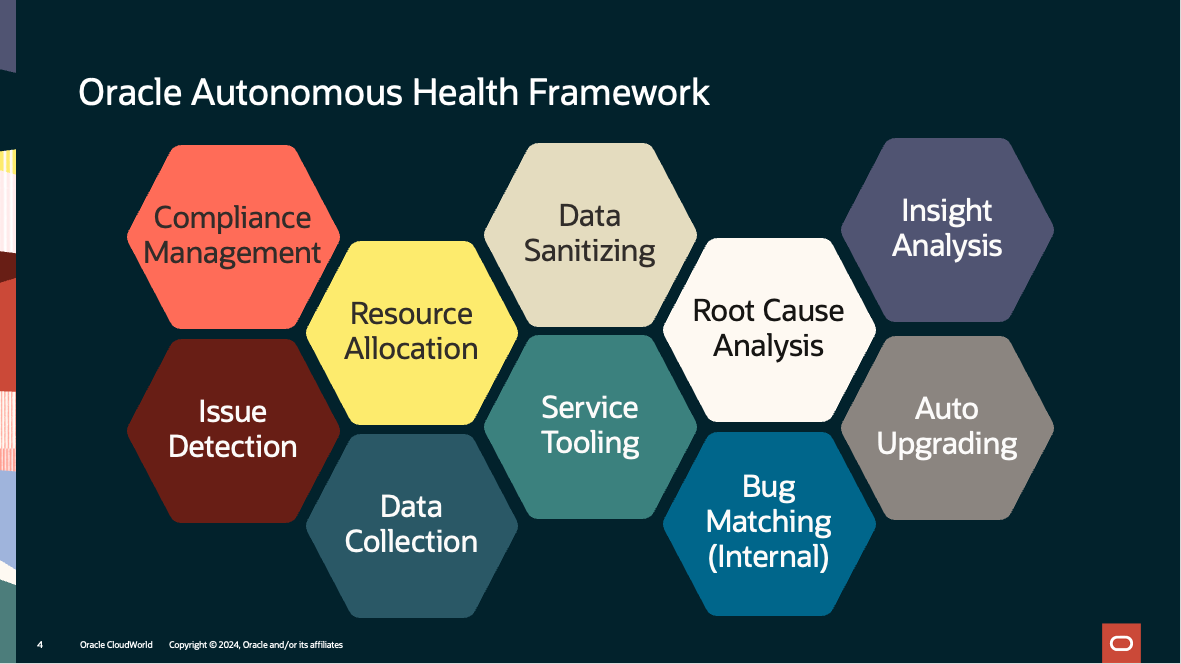 Oracle Autonomous Health Framework
Compliance
Management
Resource
Allocation
Data
Sanitizing
Root Cause
Analysis
Insight
Analysis
Issue
Detection
Data
Collection
Service
Tooling
Bug
Matching
(Internal)
Auto
Upgrading
4 Oracle CloudWorld Copyright © 2024, Oracle and/or its affiliates